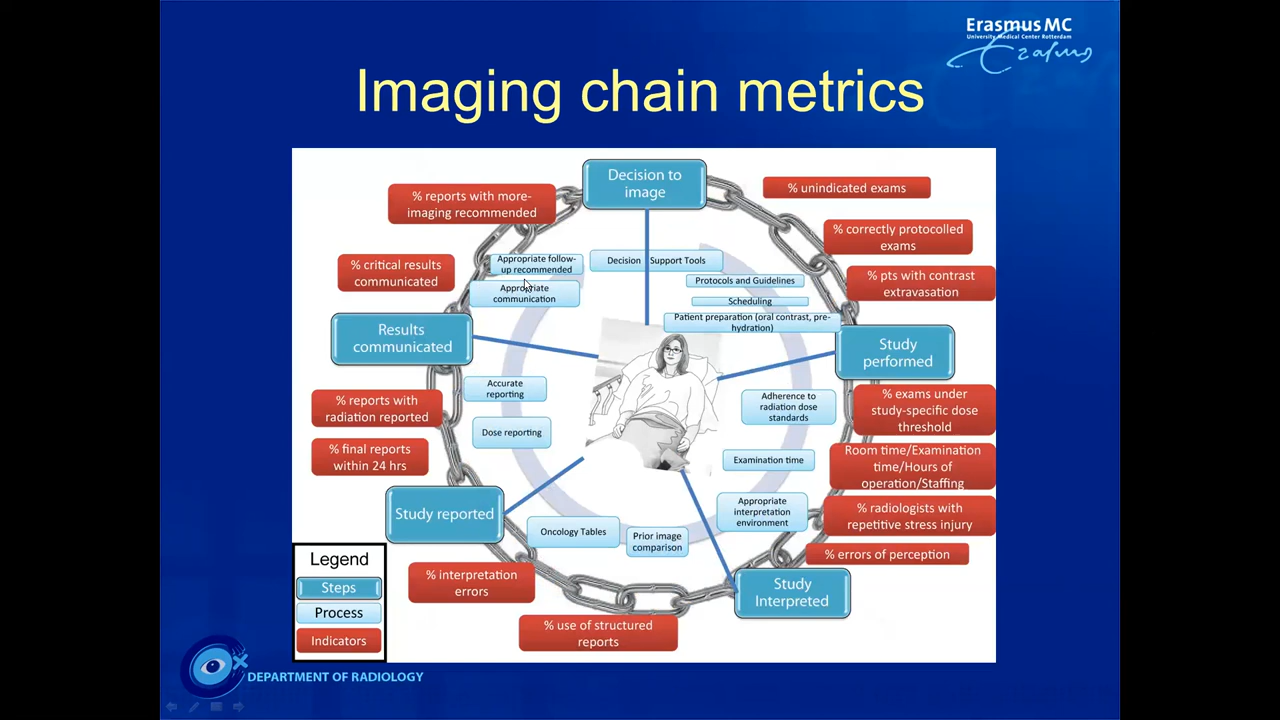 Erasmus MC
University Medical Center Rotterdam
Erasmus
Imaging chain metrics
Decision to
image
% reports with more-
imaging recommended
% unindicated exams
% correctly protocolled
exams
% critical results
communicated
Appropriate follow-
up recommended
Appropriate
communication
Decision Support Tools
Protocols and Guidelines
Scheduling
Patient preparation (oral contrast, pre-
hydration)
% pts with contrast
extravasation
Results
communicated
Study
performed
Accurate
reporting
Adherence to
radiation dose
standards
% reports with
radiation reported
% exams under
study-specific dose
threshold
Dose reporting
% final reports
within 24 hrs
Examination time
Room time/Examination
time/Hours of
operation/Staffing
Study reported
Appropriate
interpretation
environment
% radiologists with
repetitive stress injury
Oncology Tables
Prior image
comparison
% errors of perception
% interpretation
errors
Study
Interpreted
% use of structured
reports
Legend
Steps
Process
Indicators
DEPARTMENT OF RADIOLOGY